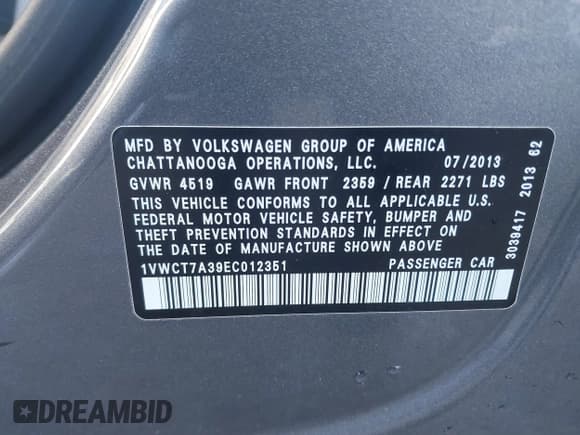 MFD BY VOLKSWAGEN GROUP OF AMERICA
CHATTANOOGA OPERATIONS, LLC. 07/2013
GVWR 4519 GAWR FRONT 2359 / REAR 2271 LBS
THIS VEHICLE CONFORMS TO ALL APPLICABLE U.S.
FEDERAL MOTOR VEHICLE SAFETY, BUMPER AND
THEFT PREVENTION STANDARDS IN EFFECT ON
THE DATE OF MANUFACTURE SHOWN ABOVE
1VWCT7A39EC012351 PASSENGER CAR
3039417 2013 62
DREAMBID